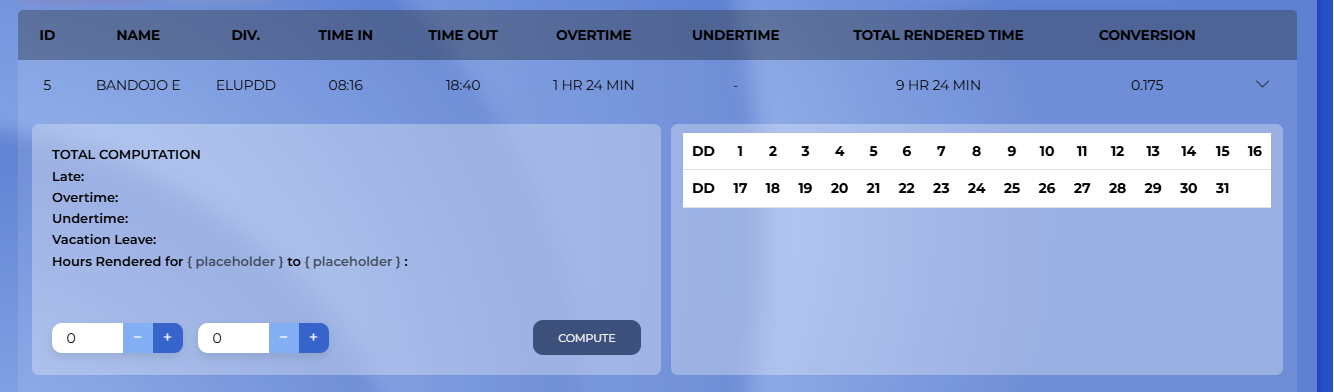 ID NAME DIV. TIME IN TIME OUT OVERTIME UNDERTIME TOTAL RENDERED TIME CONVERSION
5 BANDOJO E ELUPDD 08:16 18:40 1 HR 24 MIN - 9 HR 24 MIN 0.175
TOTAL COMPUTATION
Late:
Overtime:
Undertime:
Vacation Leave:
Hours Rendered for { placeholder } to { placeholder } :
0 − + 0 − + COMPUTE
DD 1 2 3 4 5 6 7 8 9 10 11 12 13 14 15 16
DD 17 18 19 20 21 22 23 24 25 26 27 28 29 30 31